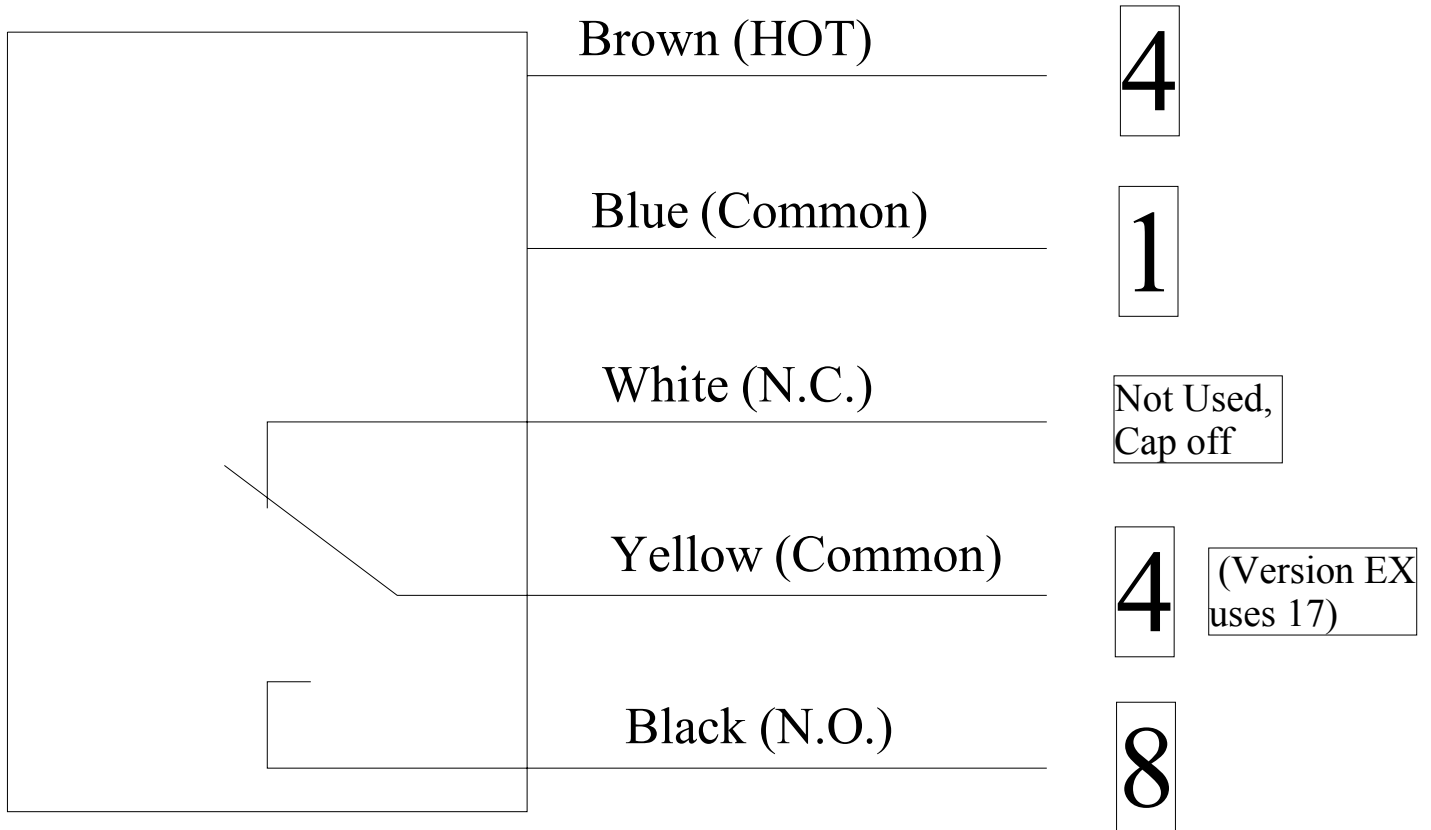 Brown (HOT)
4
Blue (Common)
1
White (N.C.)
Not Used,
Cap off
Yellow (Common)
4
(Version EX
uses 17)
Black (N.O.)
8